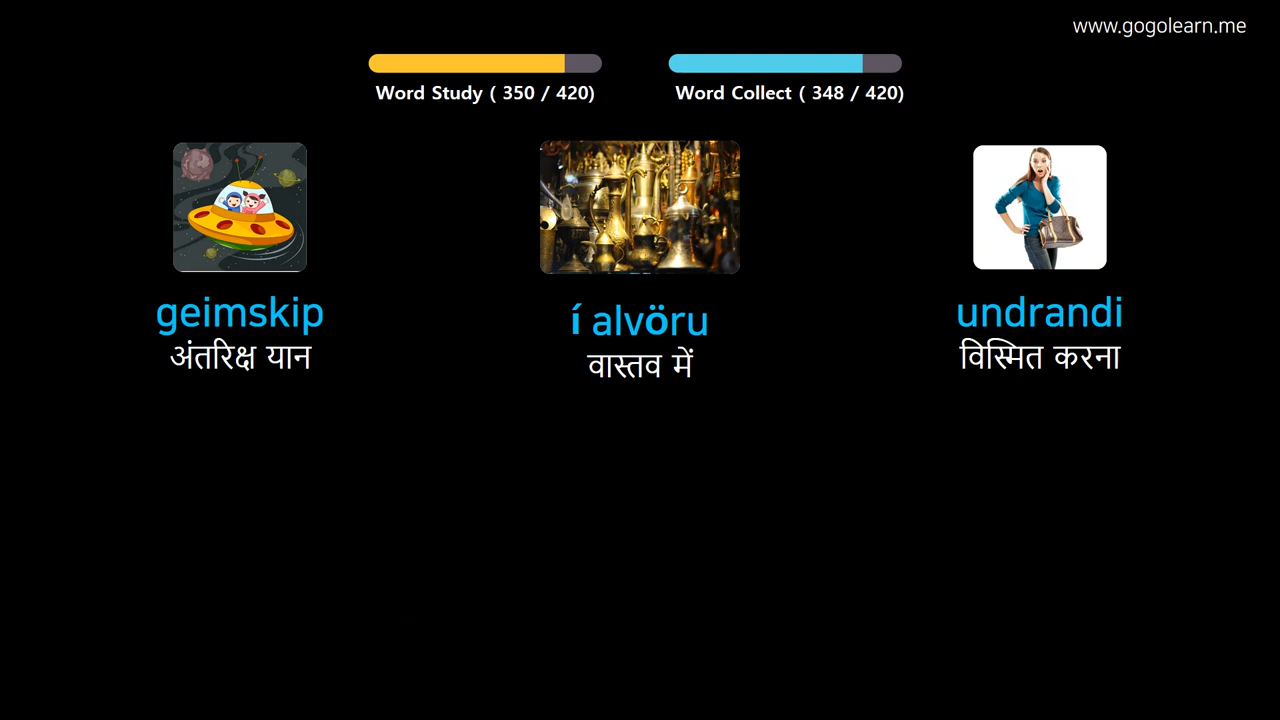 www.gogolearn.me
Word Study ( 350 / 420)
Word Collect ( 348 / 420)
geimskip
अंतरिक्ष यान
í alvöru
वास्तव में
undrandi
विस्मित करना